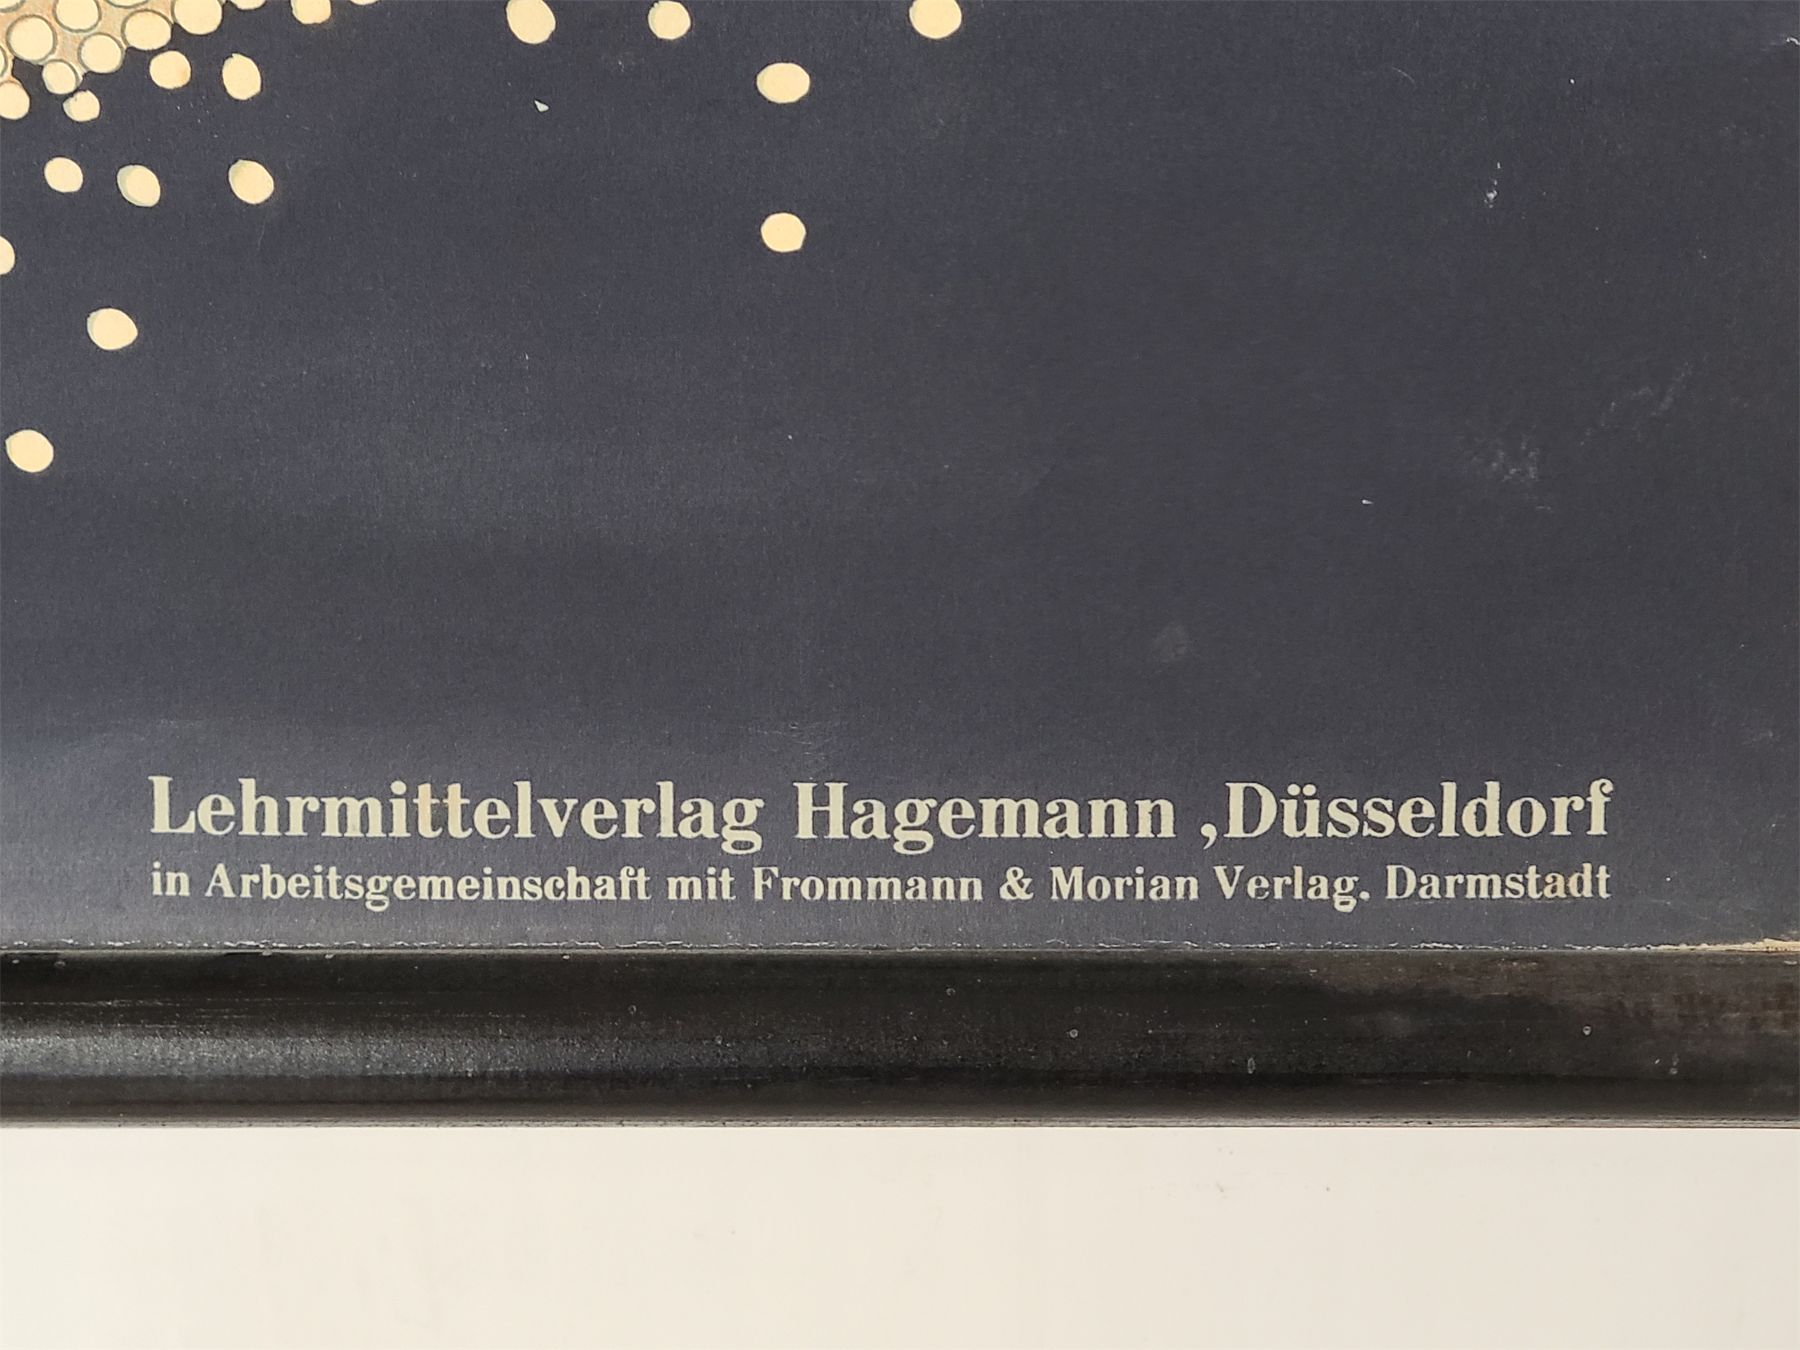 Lehrmittelverlag Hagemann ,Düsseldorf
in Arbeitsgemeinschaft mit Frommann & Morian Verlag. Darmstadt